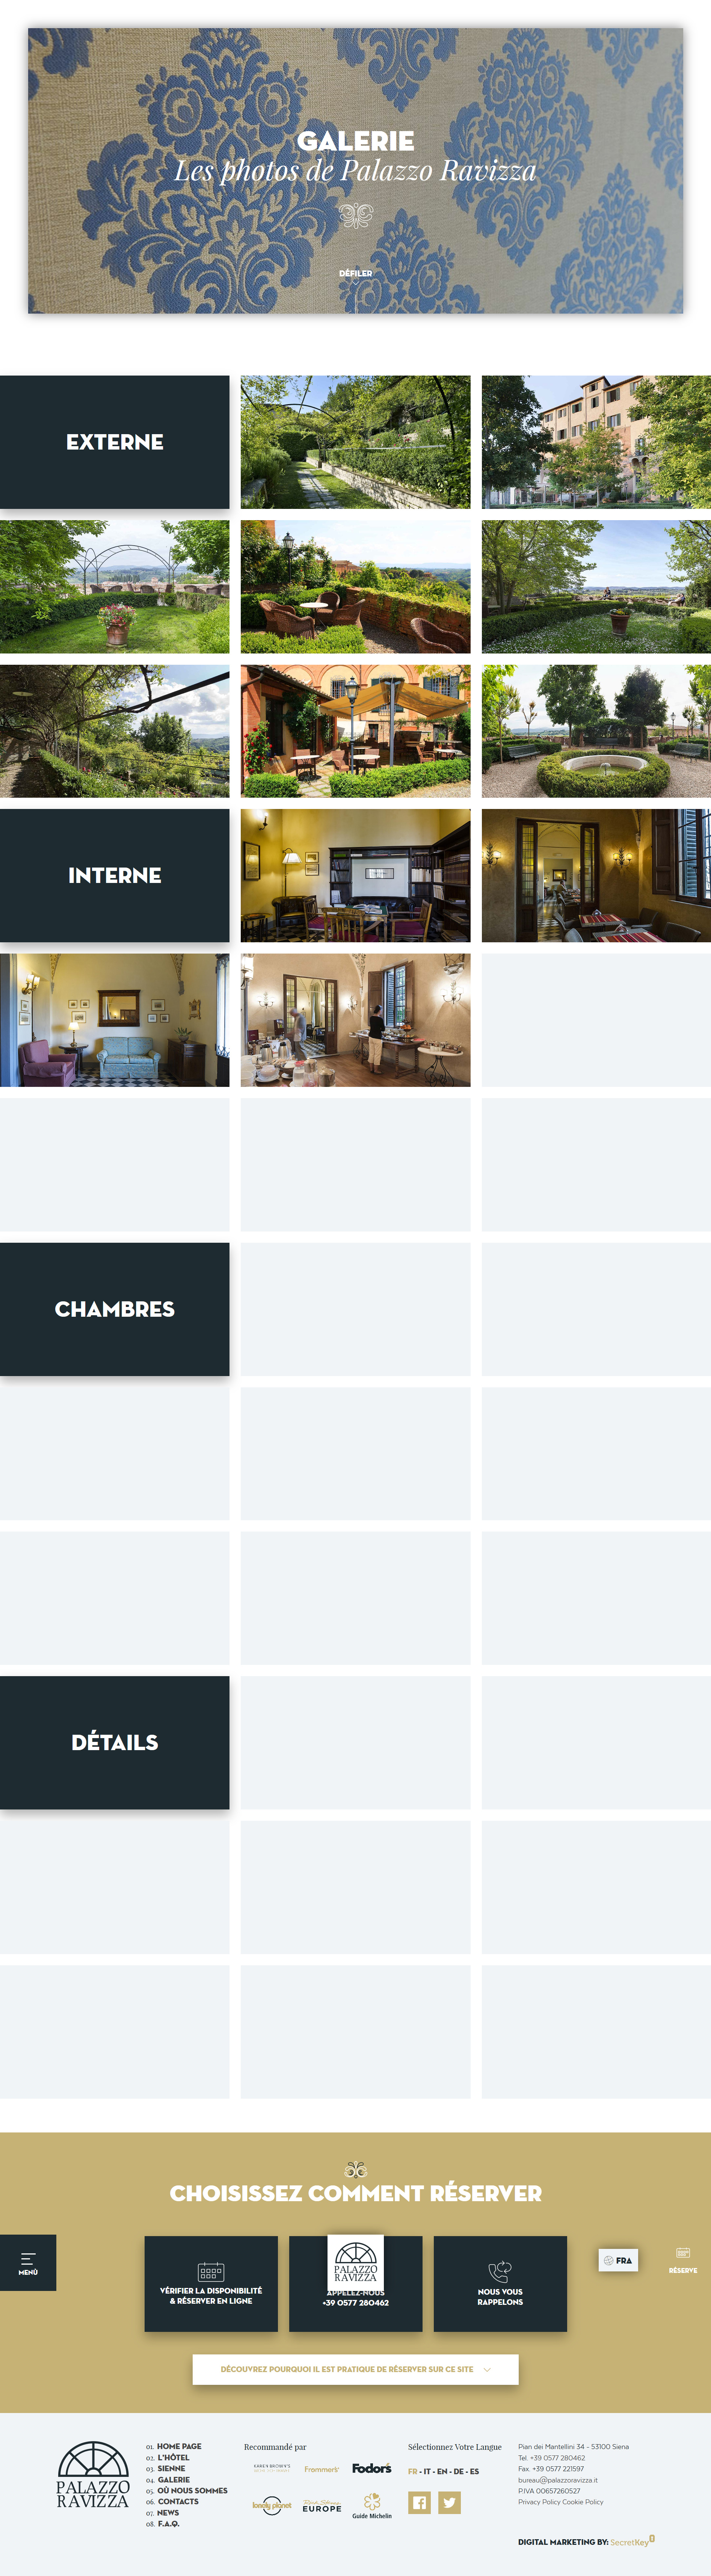 GALERIE
Les photos de Palazzo Ravizza
DÉFILER
EXTERNE
INTERNE
CHAMBRES
DÉTAILS
CHOISISSEZ COMMENT RÉSERVER
MENÙ
VÉRIFIER LA DISPONIBILITÉ
& RÉSERVER EN LIGNE
PALAZZO
RAVIZZA
APPELEZ-NOUS
+39 0577 280462
NOUS VOUS
RAPPELONS
FRA
RÉSERVE
DÉCOUVREZ POURQUOI IL EST PRATIQUE DE RÉSERVER SUR CE SITE
PALAZZO
RAVIZZA
01. HOME PAGE
02. L'HÔTEL
03. SIENNE
04. GALERIE
05. OÙ NOUS SOMMES
06. CONTACTS
07. NEWS
08. F.A.Q.
Recommandé par
KAREN BROWN'S
Frommer's
Fodor's
lonely planet
Rick Steves
EUROPE
Guide Michelin
Sélectionnez Votre Langue
FR - IT - EN - DE - ES
Pian dei Mantellini 34 - 53100 Siena
Tel. +39 0577 280462
Fax. +39 0577 221597
bureau@palazzoravizza.it
P.IVA 00657260527
Privacy Policy Cookie Policy
DIGITAL MARKETING BY: SecretKey